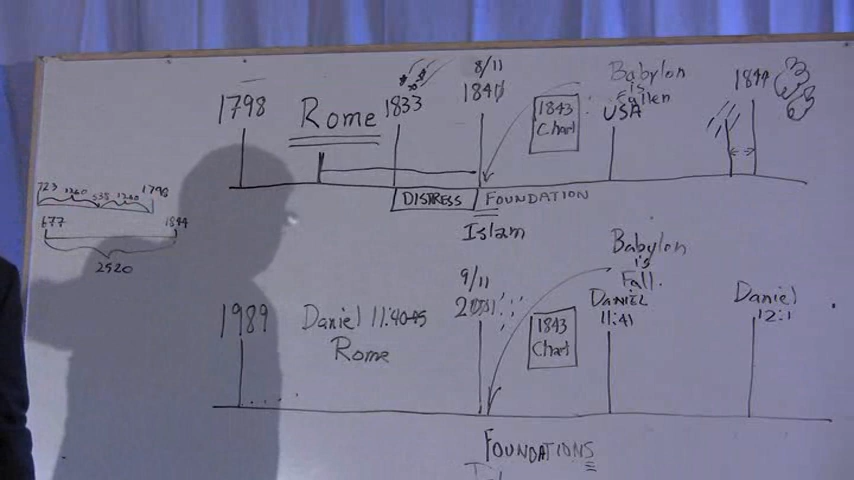 8/11
Babylon
is
Fallen
1798
Rome
1833
1840
1843
Chart
USA
1844
723 1260 538 1260 1798
DISTRESS
FOUNDATION
677 1844
Islam
2520
Babylon
is
Fall.
9/11
2001
1989
Daniel 11:40-45
Rome
1843
Chart
DANIEL
11:41
Daniel
12:1
FOUNDATIONS